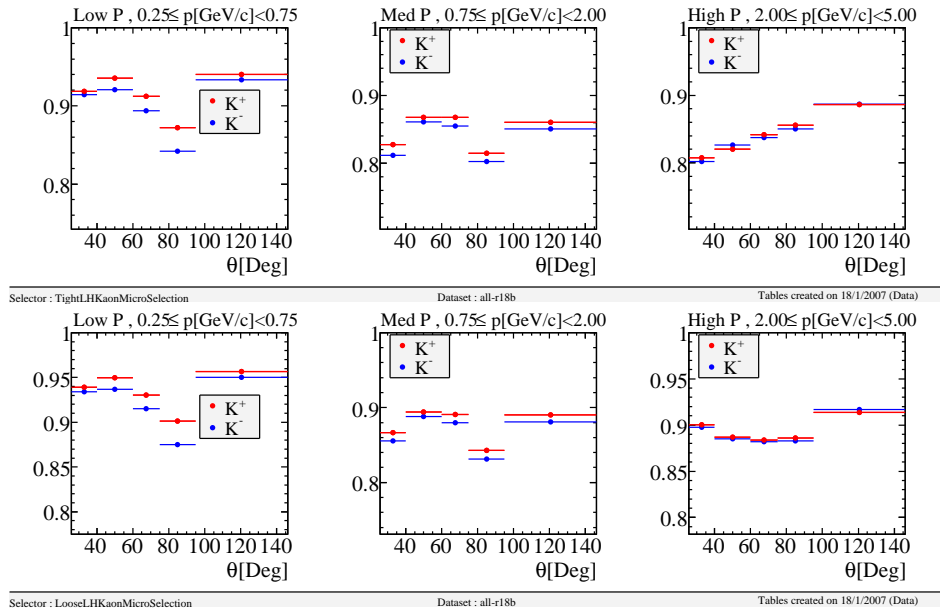 Low P , 0.25≤ p[GeV/c]<0.75
1
0.9
0.8
K+
K-
40 60 80 100 120 140
θ[Deg]
Med P , 0.75≤ p[GeV/c]<2.00
1
0.9
0.8
K+
K-
40 60 80 100 120 140
θ[Deg]
High P , 2.00≤ p[GeV/c]<5.00
1
0.9
0.8
K+
K-
40 60 80 100 120 140
θ[Deg]
Selector : TightLHKaonMicroSelection Dataset : all-r18b Tables created on 18/1/2007 (Data)
Low P , 0.25≤ p[GeV/c]<0.75
1
0.95
0.9
0.85
0.8
K+
K-
40 60 80 100 120 140
θ[Deg]
Med P , 0.75≤ p[GeV/c]<2.00
1
0.9
0.8
K+
K-
40 60 80 100 120 140
θ[Deg]
High P , 2.00≤ p[GeV/c]<5.00
1
0.95
0.9
0.85
0.8
K+
K-
40 60 80 100 120 140
θ[Deg]
Selector : LooseLHKaonMicroSelection Dataset : all-r18b Tables created on 18/1/2007 (Data)